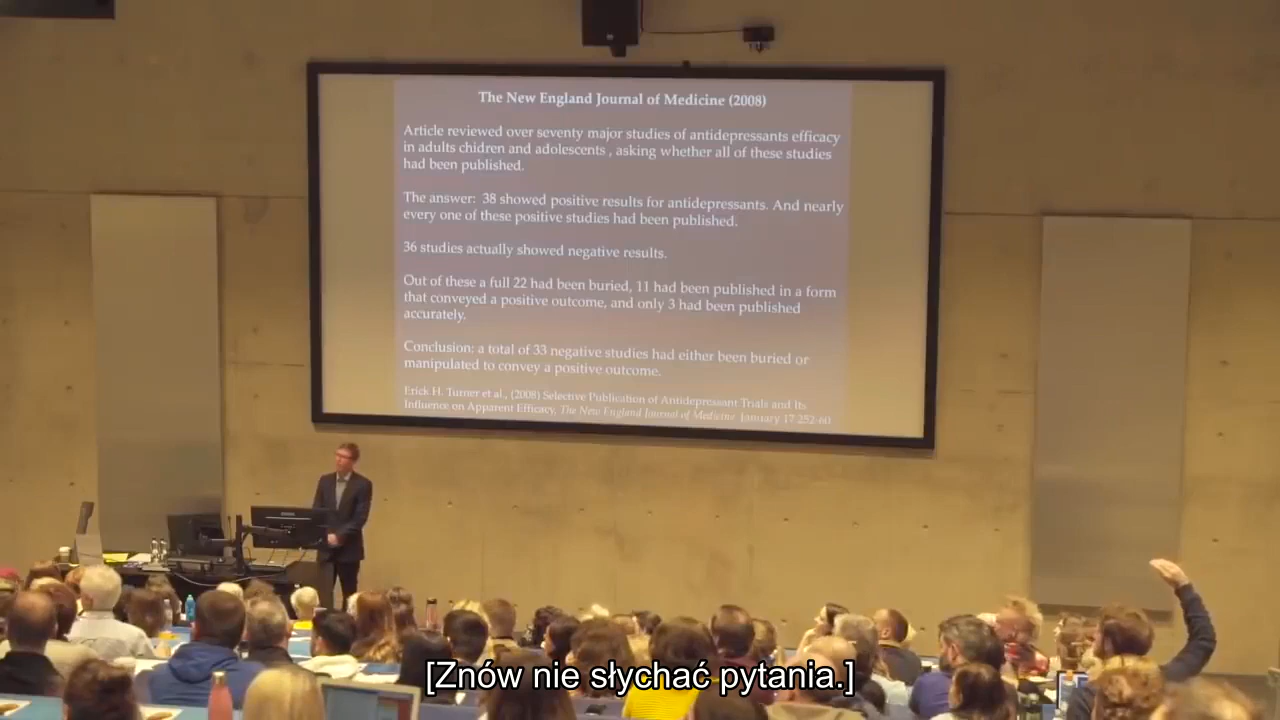 The New England Journal of Medicine (2008)
Article reviewed over seventy major studies of antidepressants efficacy
in adults chidren and adolescents , asking whether all of these studies
had been published.
The answer: 38 showed positive results for antidepressants. And nearly
every one of these positive studies had been published.
36 studies actually showed negative results.
Out of these a full 22 had been buried, 11 had been published in a form
that conveyed a positive outcome, and only 3 had been published
accurately.
Conclusion: a total of 33 negative studies had either been buried or
manipulated to convey a positive outcome.
Erick H. Turner et al., (2008) Selective Publication of Antidepressant Trials and Its
Influence on Apparent Efficacy, The New England Journal of Medicine January 17:252-60
[Znów nie słychać pytania.]